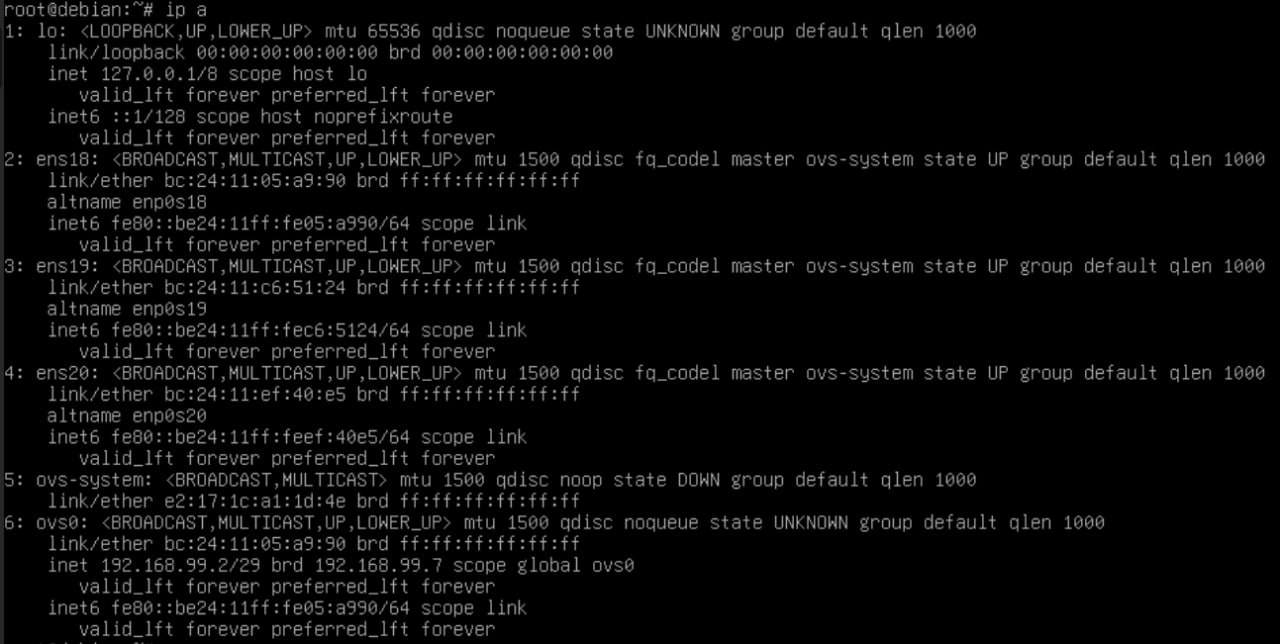 root@debian:~# ip a
1: lo: <LOOPBACK,UP,LOWER_UP> mtu 65536 qdisc noqueue state UNKNOWN group default qlen 1000
    link/loopback 00:00:00:00:00:00 brd 00:00:00:00:00:00
    inet 127.0.0.1/8 scope host lo
       valid_lft forever preferred_lft forever
    inet6 ::1/128 scope host noprefixroute
       valid_lft forever preferred_lft forever
2: ens18: <BROADCAST,MULTICAST,UP,LOWER_UP> mtu 1500 qdisc fq_codel master ovs-system state UP group default qlen 1000
    link/ether bc:24:11:05:a9:90 brd ff:ff:ff:ff:ff:ff
    altname enp0s18
    inet6 fe80::be24:11ff:fe05:a990/64 scope link
       valid_lft forever preferred_lft forever
3: ens19: <BROADCAST,MULTICAST,UP,LOWER_UP> mtu 1500 qdisc fq_codel master ovs-system state UP group default qlen 1000
    link/ether bc:24:11:c6:51:24 brd ff:ff:ff:ff:ff:ff
    altname enp0s19
    inet6 fe80::be24:11ff:fec6:5124/64 scope link
       valid_lft forever preferred_lft forever
4: ens20: <BROADCAST,MULTICAST,UP,LOWER_UP> mtu 1500 qdisc fq_codel master ovs-system state UP group default qlen 1000
    link/ether bc:24:11:ef:40:e5 brd ff:ff:ff:ff:ff:ff
    altname enp0s20
    inet6 fe80::be24:11ff:feef:40e5/64 scope link
       valid_lft forever preferred_lft forever
5: ovs-system: <BROADCAST,MULTICAST> mtu 1500 qdisc noop state DOWN group default qlen 1000
    link/ether e2:17:1c:a1:1d:4e brd ff:ff:ff:ff:ff:ff
6: ovs0: <BROADCAST,MULTICAST,UP,LOWER_UP> mtu 1500 qdisc noqueue state UNKNOWN group default qlen 1000
    link/ether bc:24:11:05:a9:90 brd ff:ff:ff:ff:ff:ff
    inet 192.168.99.2/29 brd 192.168.99.7 scope global ovs0
       valid_lft forever preferred_lft forever
    inet6 fe80::be24:11ff:fe05:a990/64 scope link
       valid_lft forever preferred_lft forever